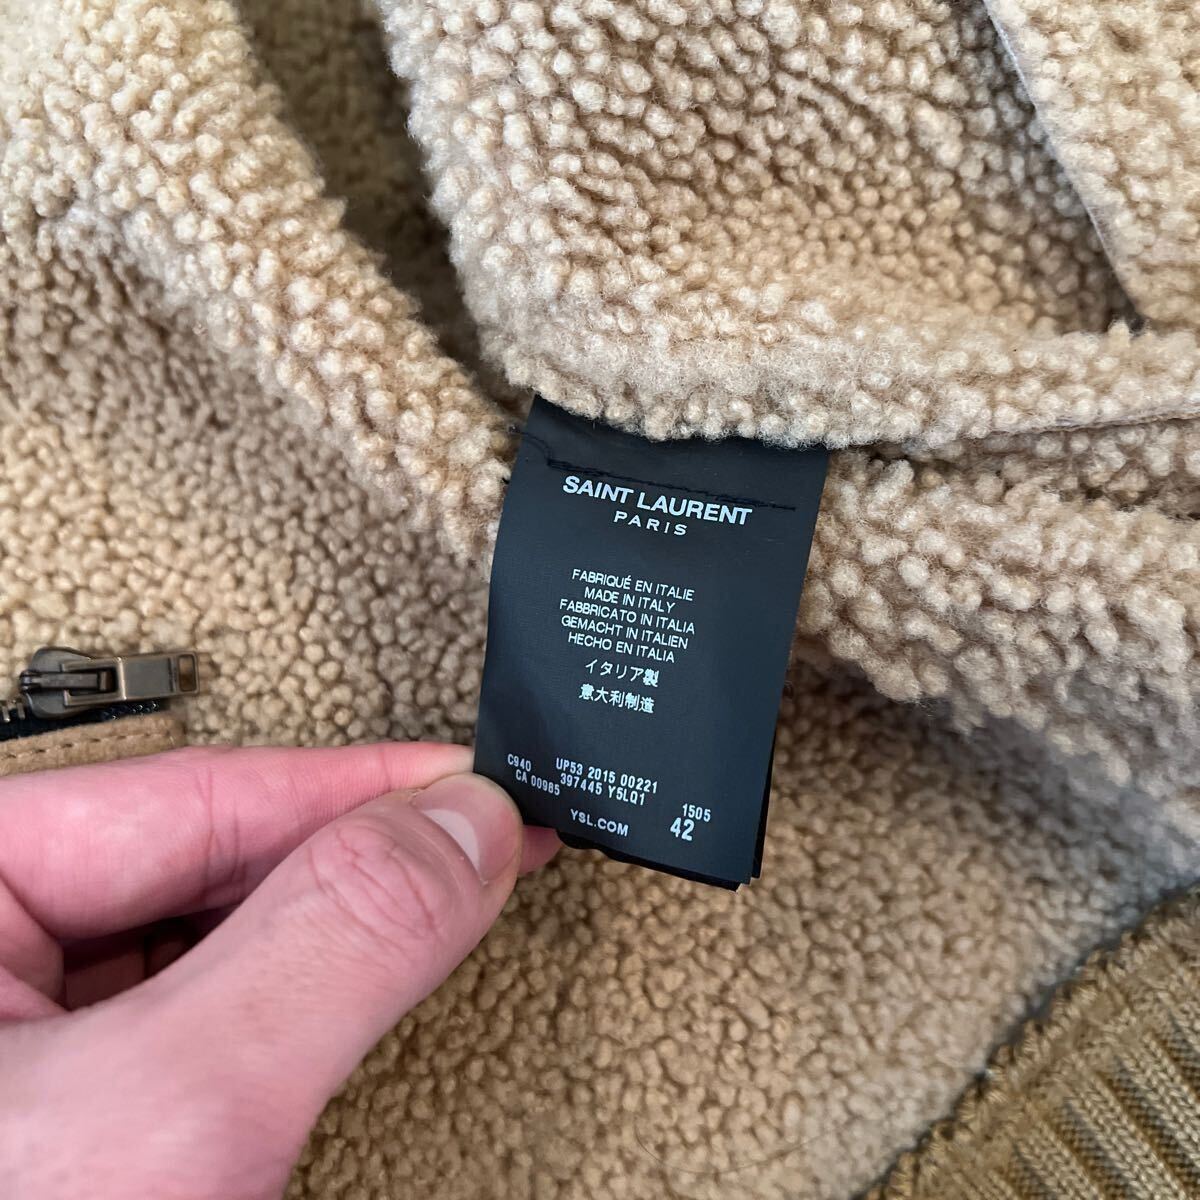 SAINT LAURENT
PARIS
FABRIQUÉ EN ITALIE
MADE IN ITALY
FABBRICATO IN ITALIA
GEMACHT IN ITALIEN
HECHO EN ITALIA
イタリア製
意大利制造
C940 UP53 2015 00221
CA 00985 397445 Y5LQ1 1505
YSL.COM 42